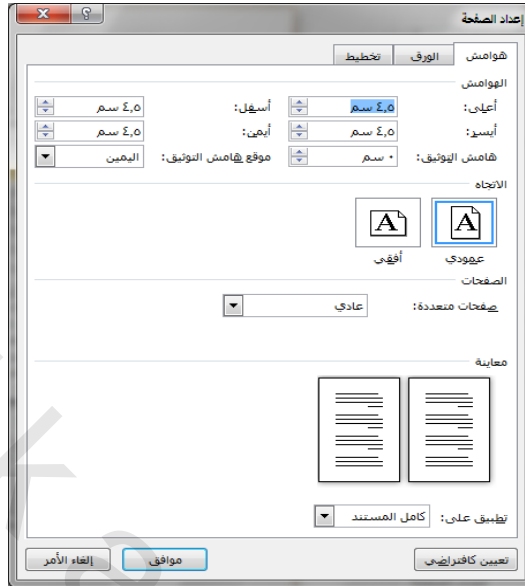 إعداد الصفحة
هوامش الورق تخطيط
الهوامش
أعلى: ٤,٥ سم أسفل: ٤,٥ سم
أيسر: ٤,٥ سم أيمن: ٤,٥ سم
هامش التوثيق: ٠ سم موقع هامش التوثيق: اليمين
الاتجاه
عمودي أفقي
الصفحات
صفحات متعددة: عادي
معاينة
تطبيق على: كامل المستند
تعيين كافتراضي موافق إلغاء الأمر